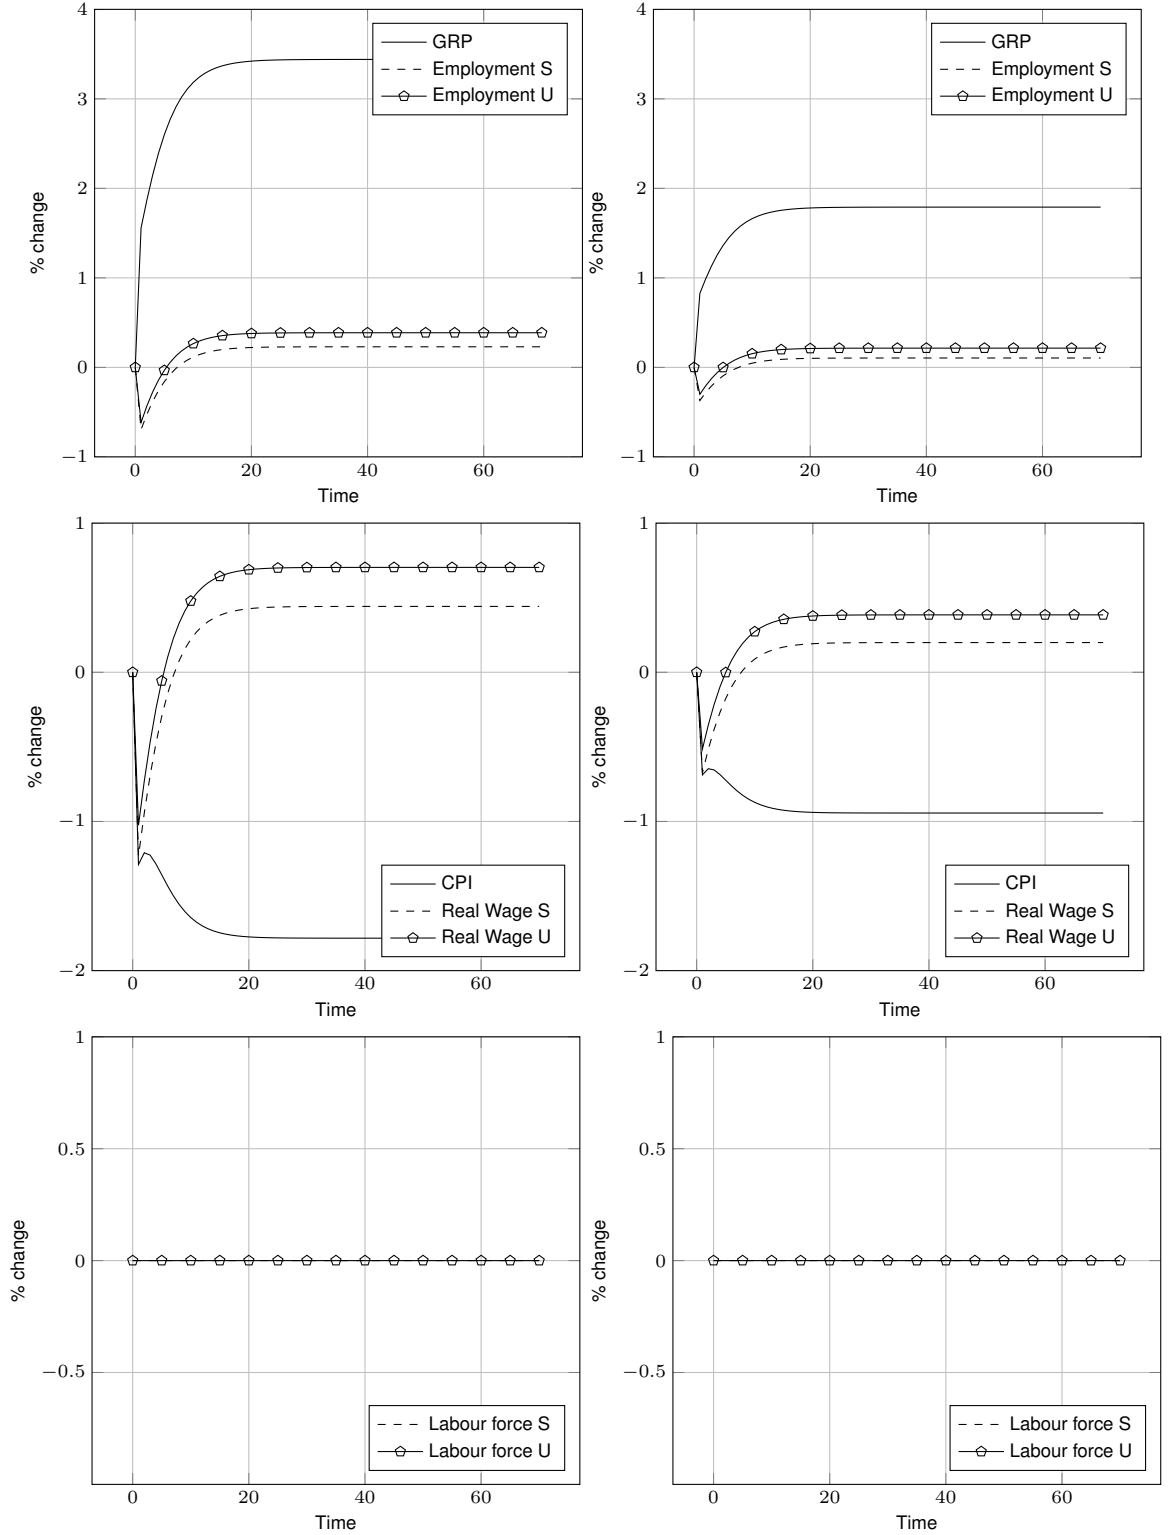 4
3
2
1
0
−1
% change
GRP
Employment S
Employment U
0
20
40
60
Time
4
3
2
1
0
−1
% change
GRP
Employment S
Employment U
0
20
40
60
Time
1
0
−1
−2
% change
CPI
Real Wage S
Real Wage U
0
20
40
60
Time
1
0
−1
−2
% change
CPI
Real Wage S
Real Wage U
0
20
40
60
Time
1
0.5
0
−0.5
% change
Labour force S
Labour force U
0
20
40
60
Time
1
0.5
0
−0.5
% change
Labour force S
Labour force U
0
20
40
60
Time